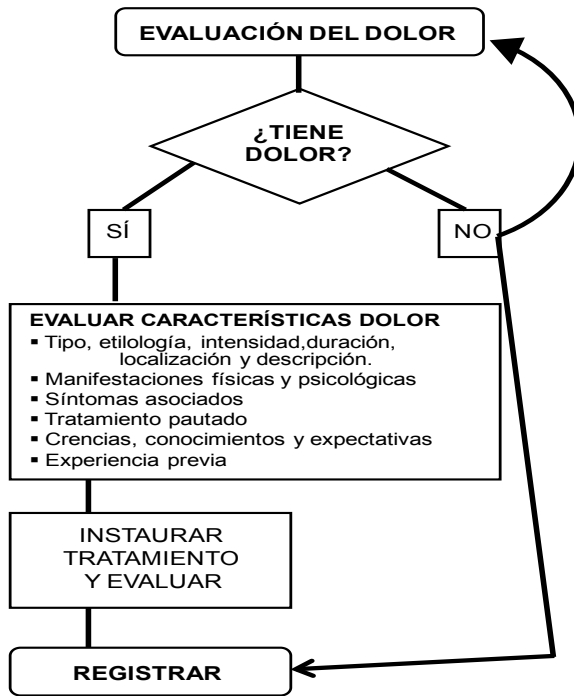 EVALUACIÓN DEL DOLOR
¿TIENE
DOLOR?
SÍ
NO
EVALUAR CARACTERÍSTICAS DOLOR
▪ Tipo, etilología, intensidad,duración,
localización y descripción.
▪ Manifestaciones físicas y psicológicas
▪ Síntomas asociados
▪ Tratamiento pautado
▪ Crencias, conocimientos y expectativas
▪ Experiencia previa
INSTAURAR
TRATAMIENTO
Y EVALUAR
REGISTRAR